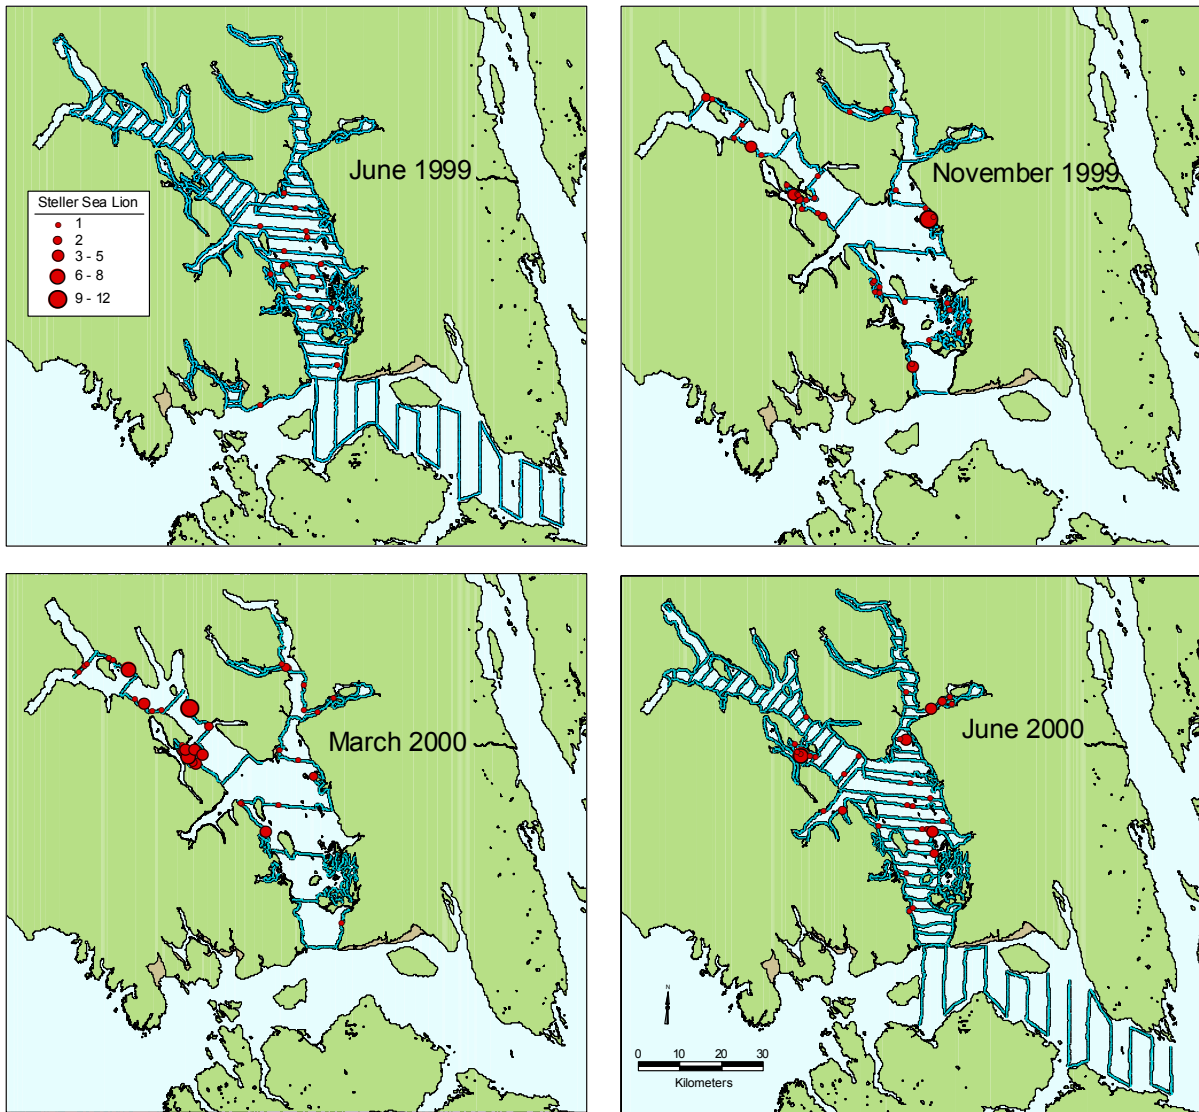 June 1999
Steller Sea Lion
1
2
3 - 5
6 - 8
9 - 12
November 1999
March 2000
June 2000
N
0 10 20 30
Kilometers